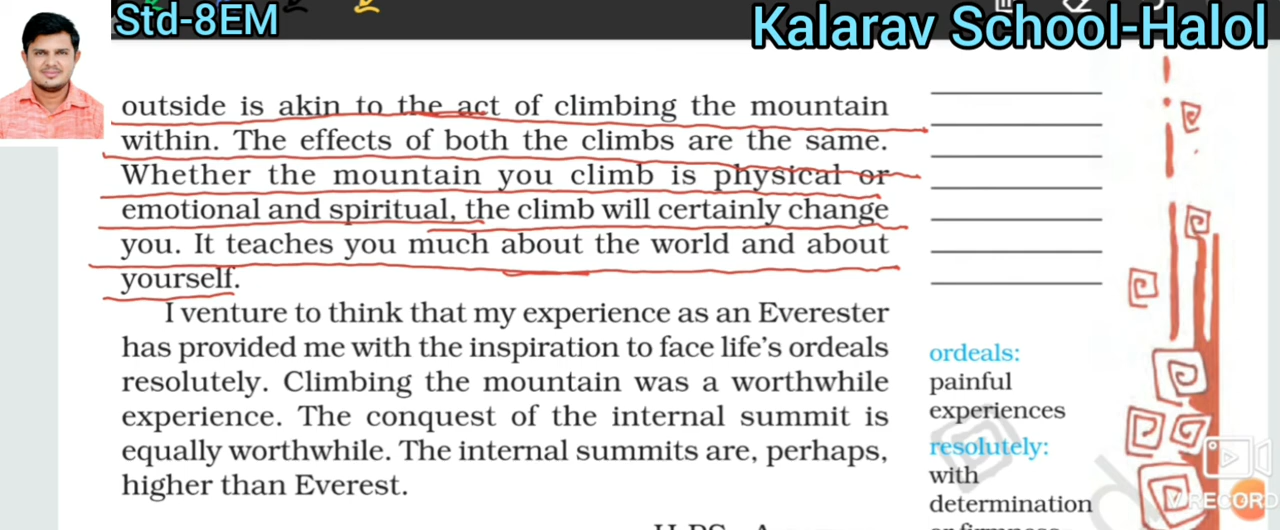 Std-8EM
Kalarav School-Halol
outside is akin to the act of climbing the mountain
within. The effects of both the climbs are the same.
Whether the mountain you climb is physical or
emotional and spiritual, the climb will certainly change
you. It teaches you much about the world and about
yourself.
I venture to think that my experience as an Everester
has provided me with the inspiration to face life's ordeals
resolutely. Climbing the mountain was a worthwhile
experience. The conquest of the internal summit is
equally worthwhile. The internal summits are, perhaps,
higher than Everest.
ordeals:
painful
experiences
resolutely:
with
determination
V RECORD